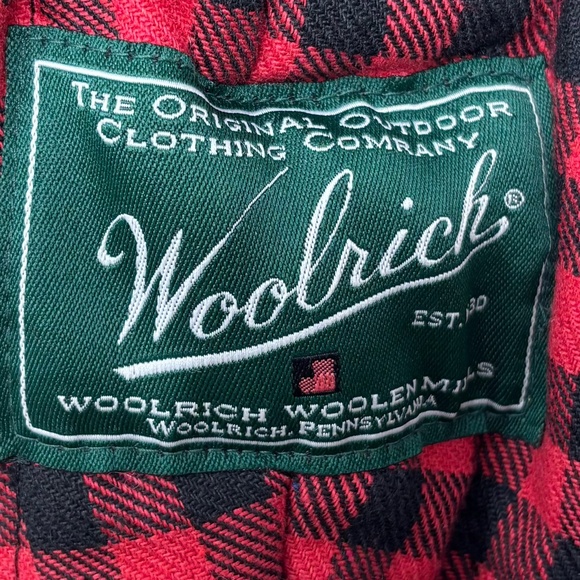 The Original Outdoor
Clothing Company
Woolrich®
EST.
WOOLRICH WOOLEN MILLS
WOOLRICH, PENNSYLVANIA